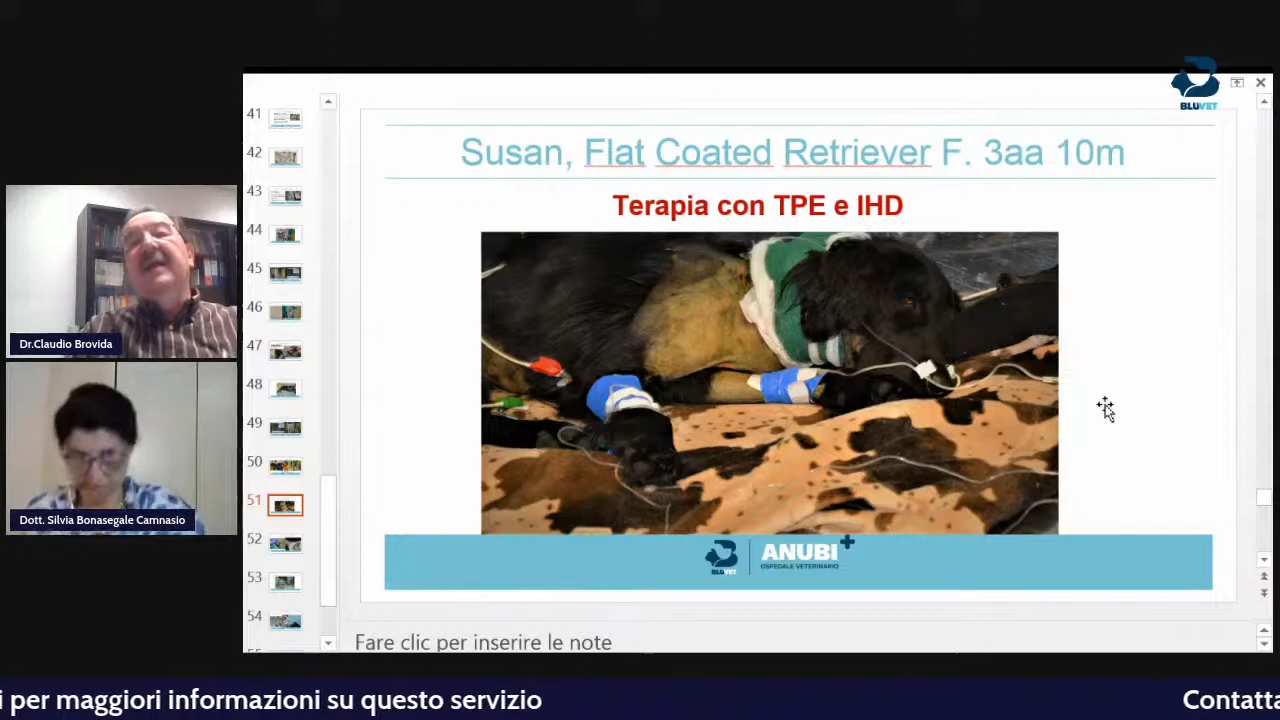 BLUVET
41
42
43
44
45
46
47
48
49
50
51
52
53
54
Susan, Flat Coated Retriever F. 3aa 10m
Terapia con TPE e IHD
BLUVET
ANUBI
OSPEDALE VETERINARIO
Dr.Claudio Brovida
Dott. Silvia Bonasegale Camnasio
Fare clic per inserire le note
i per maggiori informazioni su questo servizio
Contatta